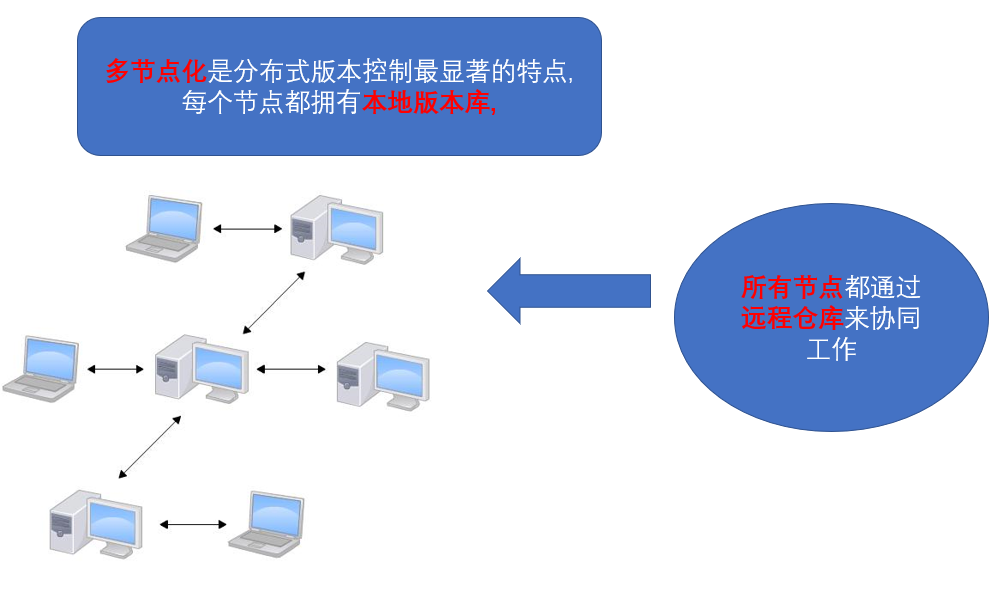 多节点化是分布式版本控制最显著的特点,
每个节点都拥有本地版本库,
所有节点都通过
远程仓库来协同
工作